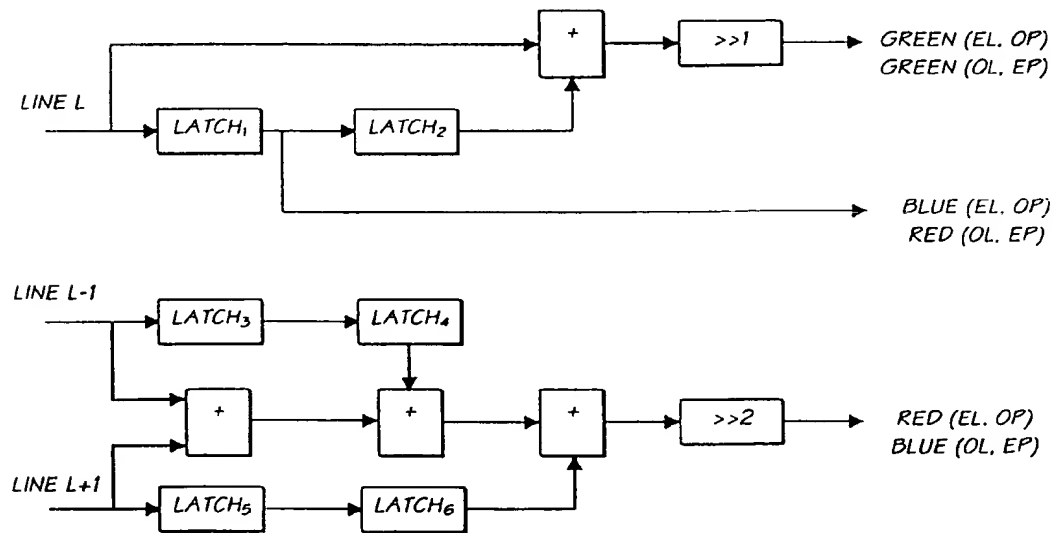 +
>>1
GREEN (EL, OP)
GREEN (OL, EP)
LINE L
LATCH₁
LATCH₂
BLUE (EL, OP)
RED (OL, EP)
LINE L-1
LATCH₃
LATCH₄
+
+
+
>>2
RED (EL, OP)
BLUE (OL, EP)
LINE L+1
LATCH₅
LATCH₆